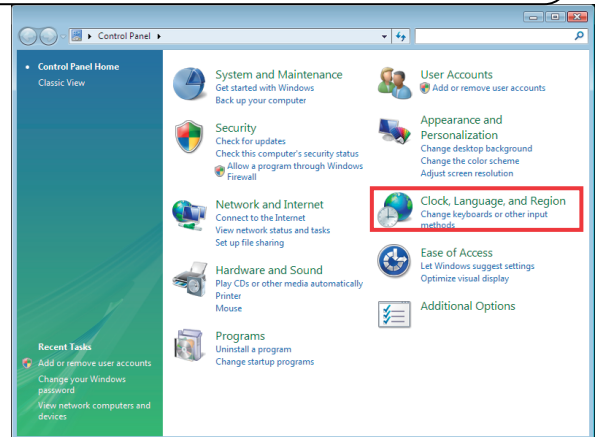 Control Panel
Control Panel Home
Classic View
System and Maintenance
Get started with Windows
Back up your computer
Security
Check for updates
Check this computer's security status
Allow a program through Windows
Firewall
Network and Internet
Connect to the Internet
View network status and tasks
Set up file sharing
Hardware and Sound
Play CDs or other media automatically
Printer
Mouse
Programs
Uninstall a program
Change startup programs
User Accounts
Add or remove user accounts
Appearance and
Personalization
Change desktop background
Change the color scheme
Adjust screen resolution
Clock, Language, and Region
Change keyboards or other input
methods
Ease of Access
Let Windows suggest settings
Optimize visual display
Additional Options
Recent Tasks
Add or remove user accounts
Change your Windows
password
View network computers and
devices